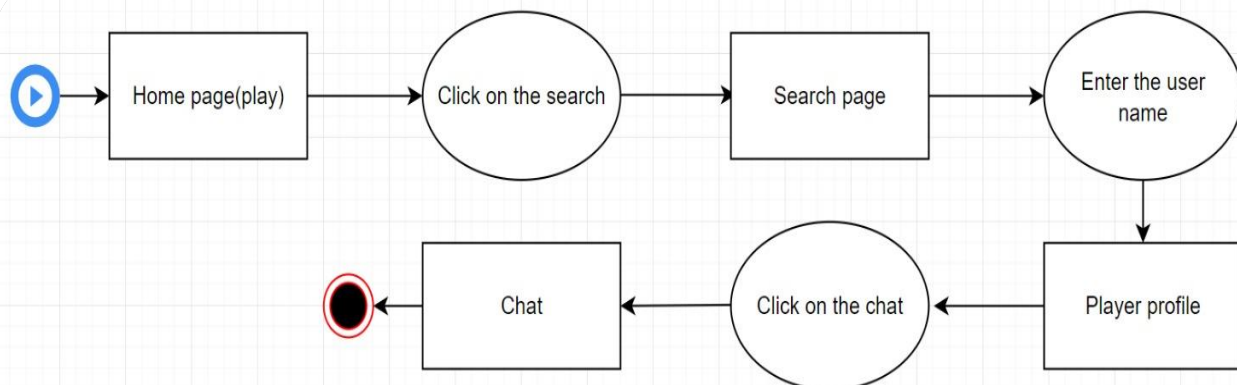 Home page(play)
Click on the search
Search page
Enter the user
name
Player profile
Click on the chat
Chat